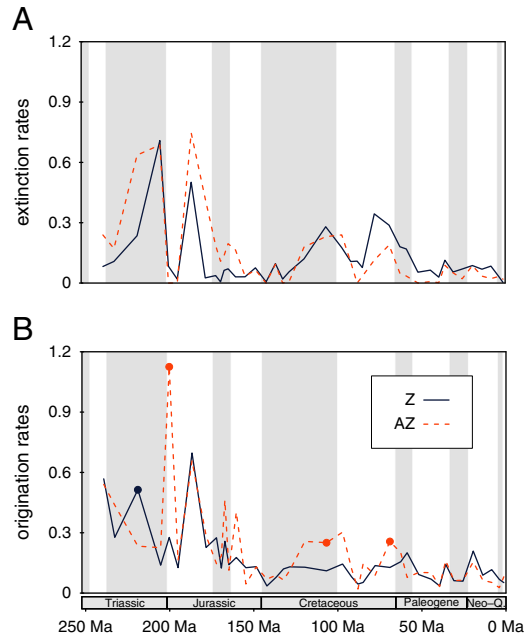 A
extinction rates
1.2
0.9
0.6
0.3
0
B
origination rates
1.2
0.9
0.6
0.3
0
Z
AZ
Triassic Jurassic Cretaceous Paleogene Neo–Q.
250 Ma 200 Ma 150 Ma 100 Ma 50 Ma 0 Ma